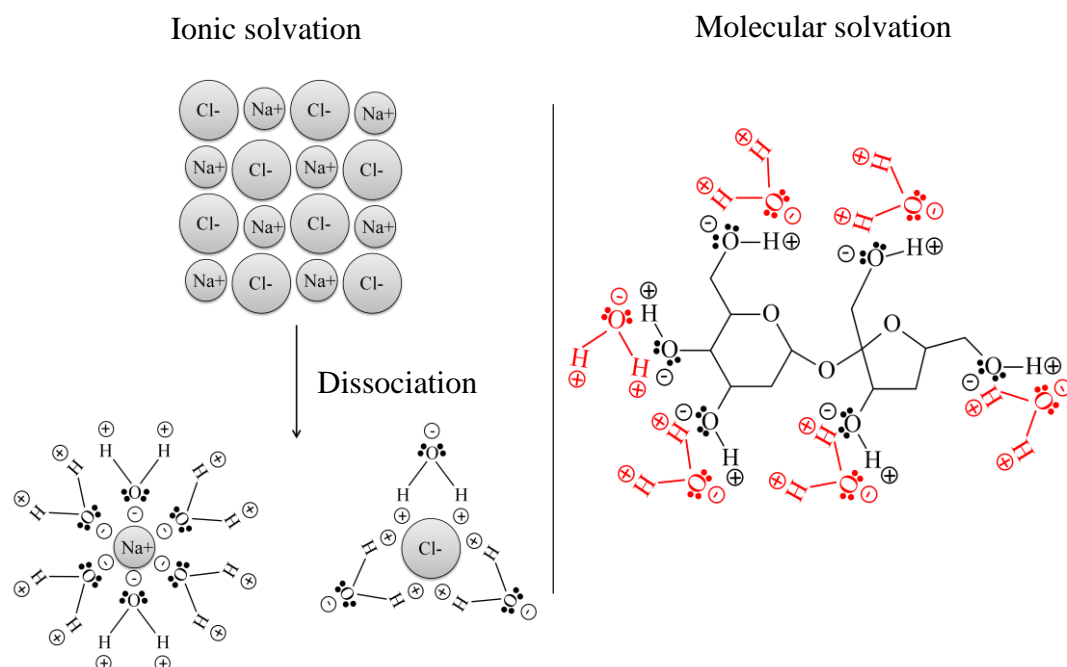 Ionic solvation
Molecular solvation
Cl- Na+ Cl- Na+
Na+ Cl- Na+ Cl-
Cl- Na+ Cl- Na+
Na+ Cl- Na+ Cl-
Dissociation
+ +
H H
O
-
+ H
+ H
O
-
H +
H +
O
-
Na+
-
O
H +
H +
-
O
H +
H +
-
O
H H
+ +
-
O
H H
+ +
Cl-
+ H
+ H
O
-
+ H
+ H
O
-
+ H
+ H
O -
- O H +
+ H
+ H
O -
- O H +
+
H
O
-
-
O
H H
+ +
O
O
O
- O H +
- O
H
+
+ H
+ H
O -
- O
H
+
+ H
+ H
O -
H
H +
O -